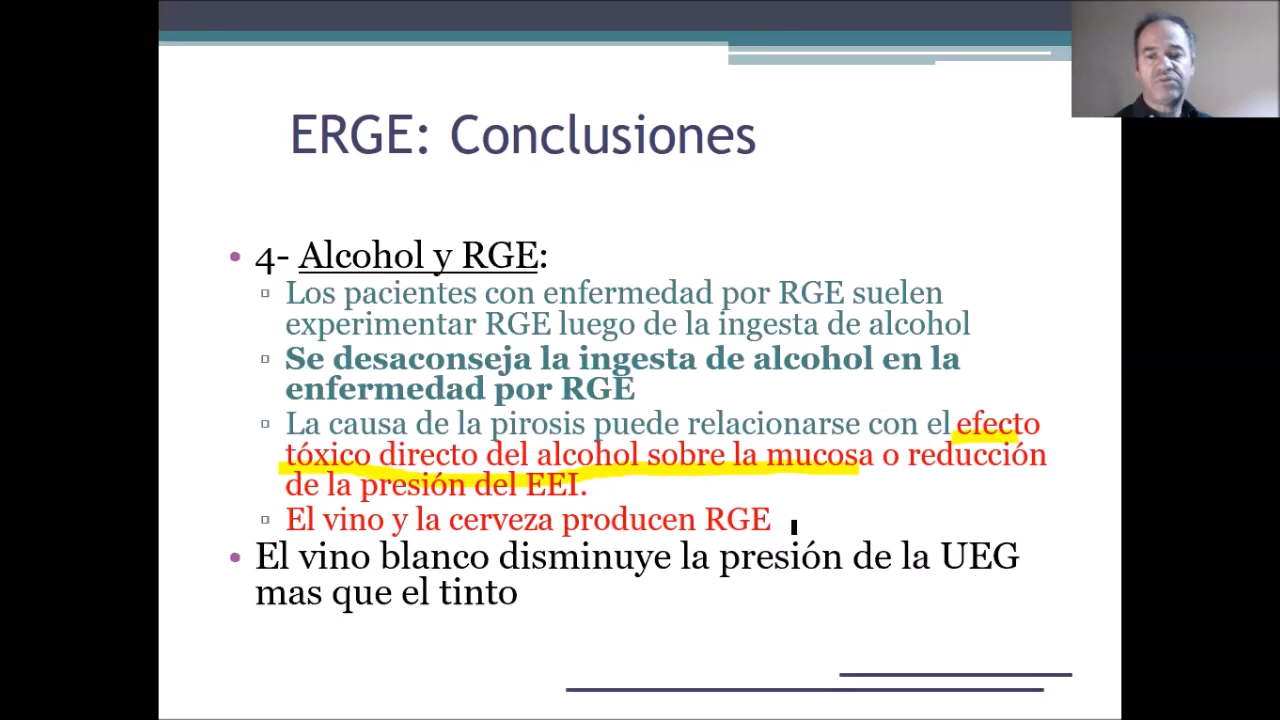 ERGE: Conclusiones
• 4- Alcohol y RGE:
▫ Los pacientes con enfermedad por RGE suelen
experimentar RGE luego de la ingesta de alcohol
▫ Se desaconseja la ingesta de alcohol en la
enfermedad por RGE
▫ La causa de la pirosis puede relacionarse con el efecto
tóxico directo del alcohol sobre la mucosa o reducción
de la presión del EEI.
▫ El vino y la cerveza producen RGE
• El vino blanco disminuye la presión de la UEG
mas que el tinto